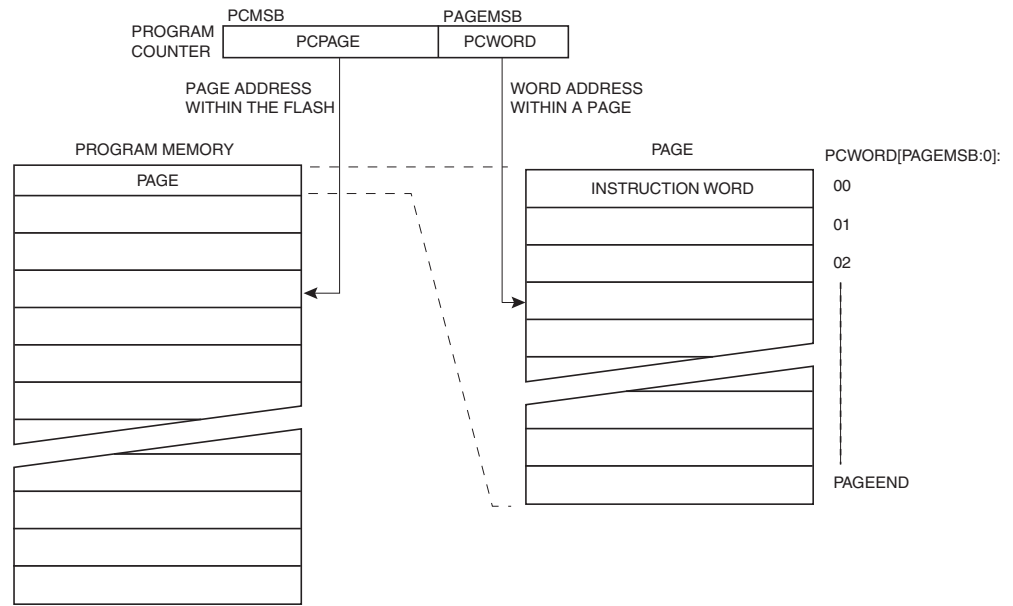 PCMSB
PAGEMSB
PROGRAM
COUNTER
PCPAGE
PCWORD
PAGE ADDRESS
WITHIN THE FLASH
WORD ADDRESS
WITHIN A PAGE
PROGRAM MEMORY
PAGE
PCWORD[PAGEMSB:0]:
PAGE
INSTRUCTION WORD
00
01
02
PAGEEND